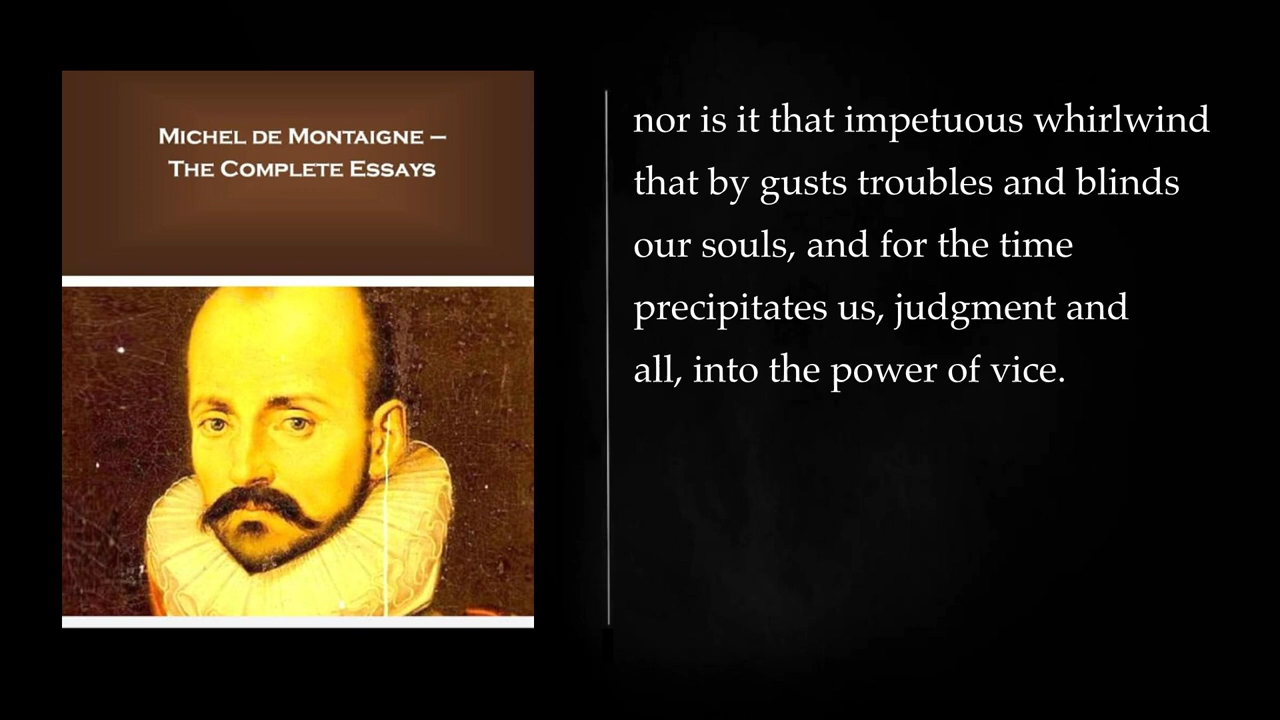 MICHEL DE MONTAIGNE –
THE COMPLETE ESSAYS
nor is it that impetuous whirlwind
that by gusts troubles and blinds
our souls, and for the time
precipitates us, judgment and
all, into the power of vice.